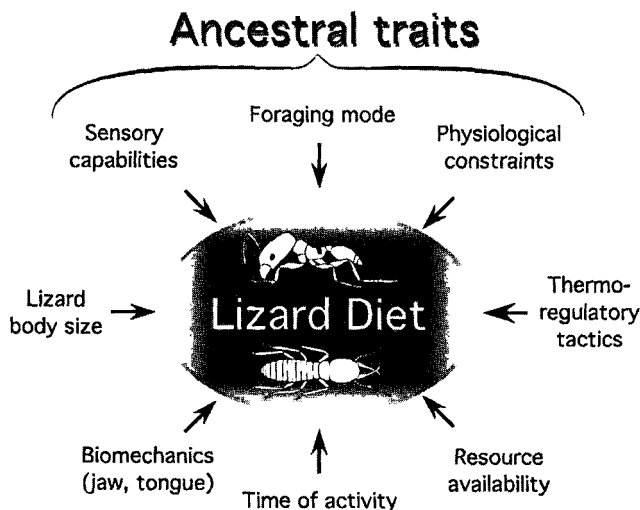 Ancestral traits
Foraging mode
Sensory
capabilities
Physiological
constraints
Lizard
body size
Lizard Diet
Thermo-
regulatory
tactics
Biomechanics
(jaw, tongue)
Time of activity
Resource
availability